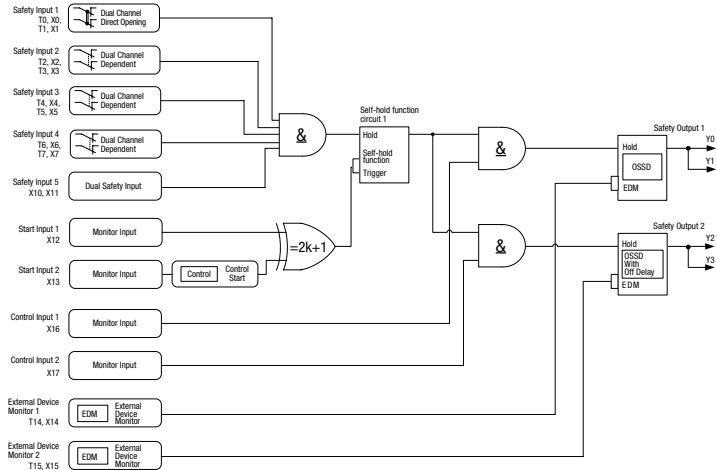 Safety Input 1
T0, X0,
T1, X1
Dual Channel
Direct Opening
Safety Input 2
T2, X2,
T3, X3
Dual Channel
Dependent
Safety Input 3
T4, X4,
T5, X5
Dual Channel
Dependent
Safety Input 4
T6, X6,
T7, X7
Dual Channel
Dependent
Safety Input 5
X10, X11
Dual Safety Input
&
Self-hold function
circuit 1
Hold
Self-hold
function
Trigger
Start Input 1
X12
Monitor Input
Start Input 2
X13
Monitor Input
Control
Control
Start
=2k+1
&
&
Safety Output 1
Hold
OSSD
EDM
Y0
Y1
Safety Output 2
Hold
OSSD
With
Off Delay
EDM
Y2
Y3
Control Input 1
X16
Monitor Input
Control Input 2
X17
Monitor Input
External Device
Monitor 1
T14, X14
EDM
External
Device
Monitor
External Device
Monitor 2
T15, X15
EDM
External
Device
Monitor